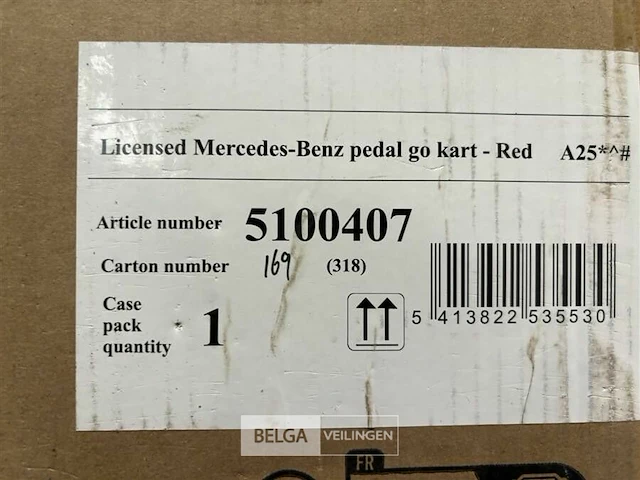 Licensed Mercedes-Benz pedal go kart - Red A25*^#
Article number 5100407
Carton number 169 (318)
Case
pack
quantity 1
5 413822 535530
BELGA VEILINGEN
FR